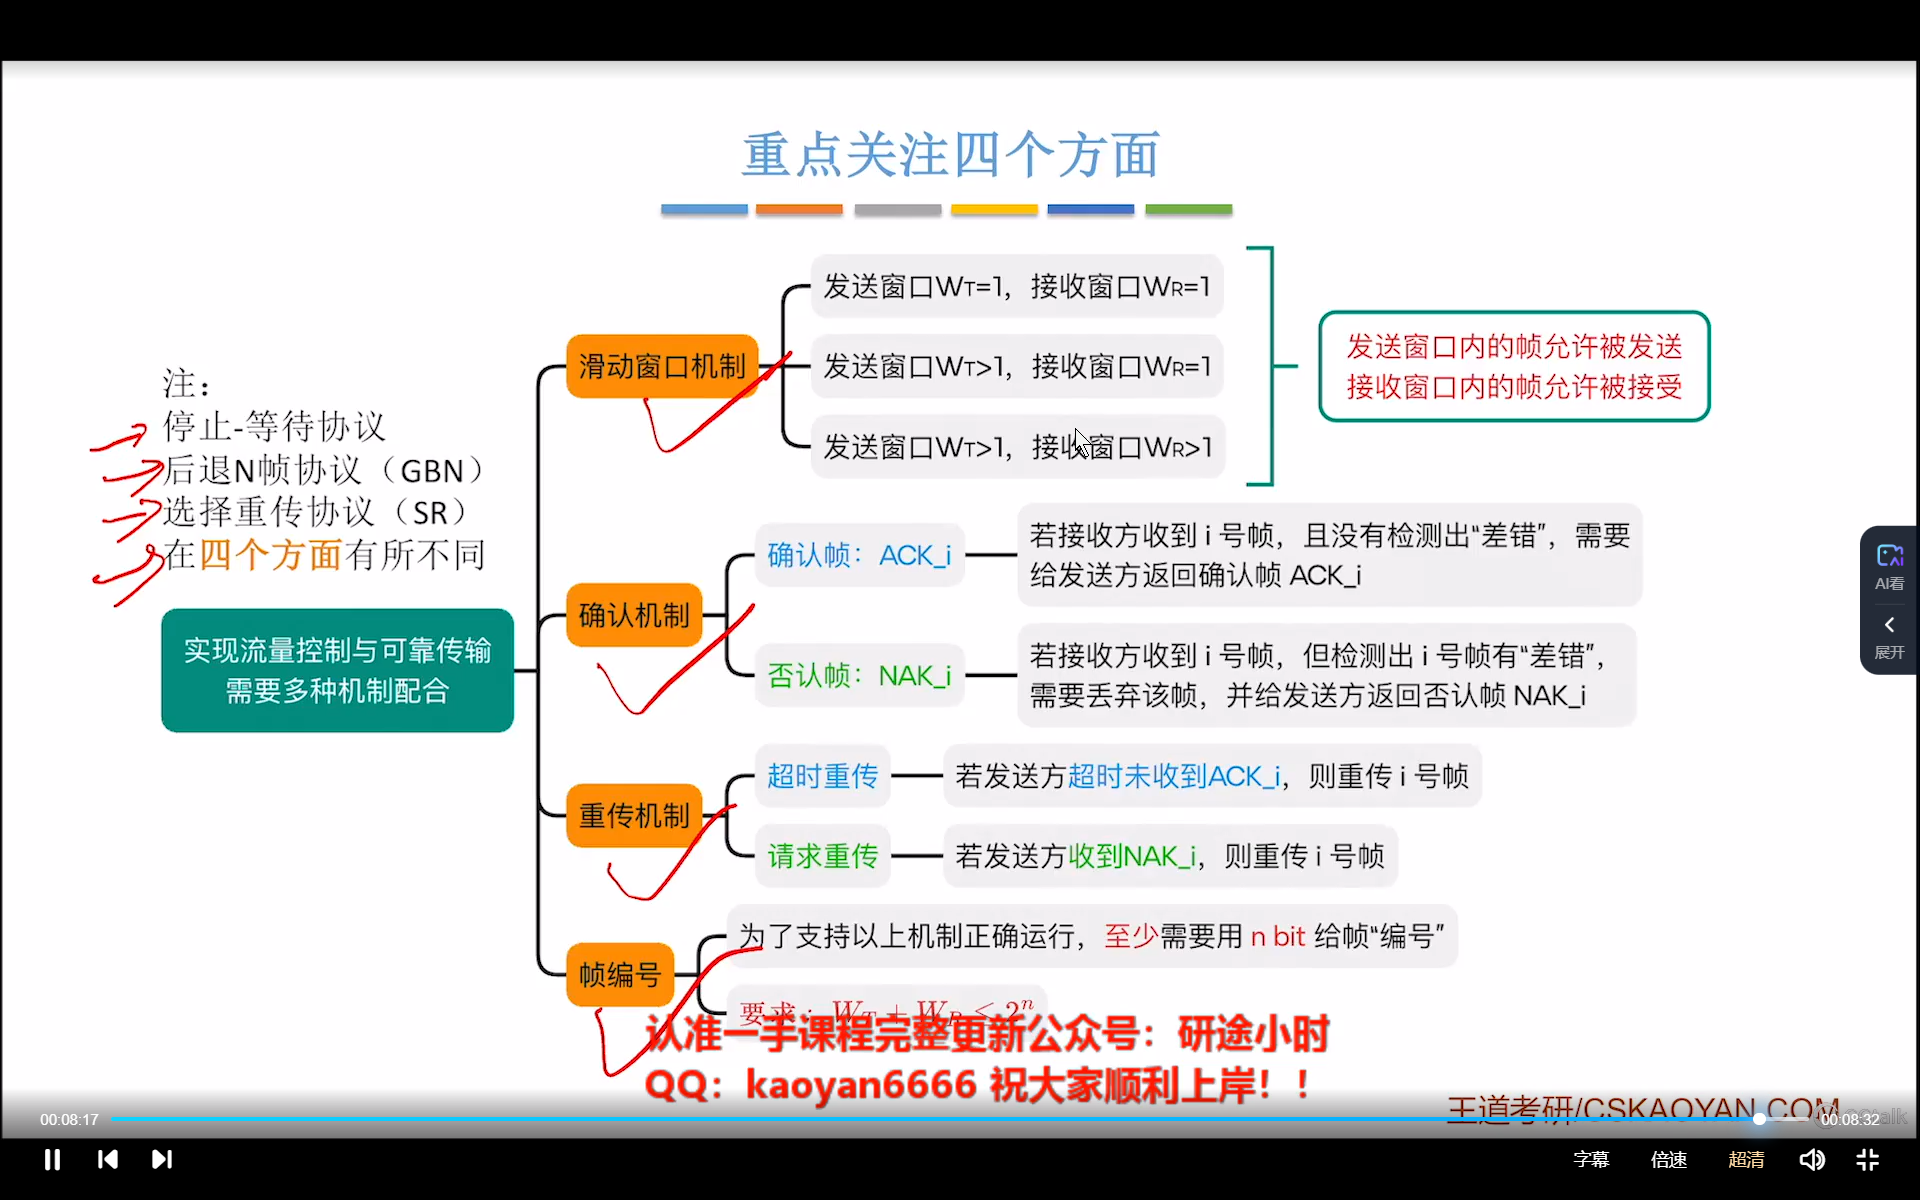 重点关注四个方面
注：
停止-等待协议
后退N帧协议（GBN）
选择重传协议（SR）
在四个方面有所不同
实现流量控制与可靠传输
需要多种机制配合
滑动窗口机制
发送窗口WT=1，接收窗口WR=1
发送窗口WT>1，接收窗口WR=1
发送窗口WT>1，接收窗口WR>1
发送窗口内的帧允许被发送
接收窗口内的帧允许被接受
确认机制
确认帧：ACK_i
若接收方收到 i 号帧，且没有检测出“差错”，需要
给发送方返回确认帧 ACK_i
否认帧：NAK_i
若接收方收到 i 号帧，但检测出 i 号帧有“差错”，
需要丢弃该帧，并给发送方返回否认帧 NAK_i
重传机制
超时重传
若发送方超时未收到ACK_i，则重传 i 号帧
请求重传
若发送方收到NAK_i，则重传 i 号帧
帧编号
为了支持以上机制正确运行，至少需要用 n bit 给帧“编号”
要求：W_T + W_R ≤ 2^n
认准一手课程完整更新公众号：研途小时
QQ：kaoyan6666 祝大家顺利上岸！！
王道考研/CSKAOYAN.COM
00:08:17
00:08:32
字幕
倍速
超清
AI看
展开